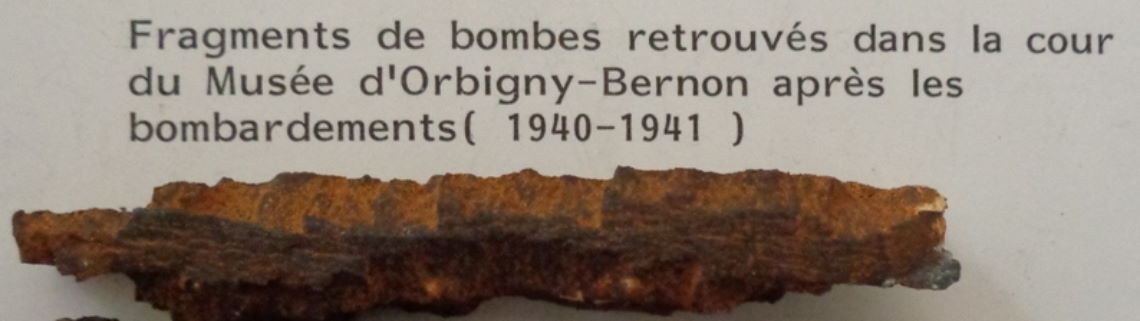 Fragments de bombes retrouvés dans la cour
du Musée d'Orbigny-Bernon après les
bombardements( 1940-1941 )